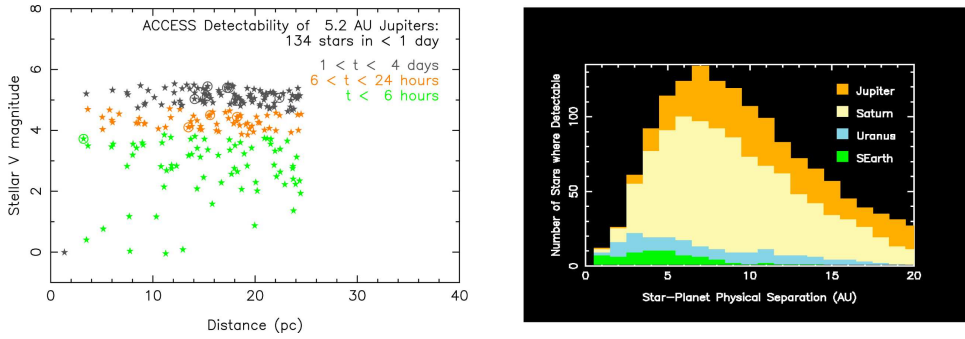 ACCESS Detectability of 5.2 AU Jupiters:
134 stars in < 1 day
1 < t < 4 days
6 < t < 24 hours
t < 6 hours
Stellar V magnitude
8
6
4
2
0
0 10 20 30 40
Distance (pc)
Number of Stars where Detectable
100
50
0
Jupiter
Saturn
Uranus
SEarth
0 5 10 15 20
Star-Planet Physical Separation (AU)